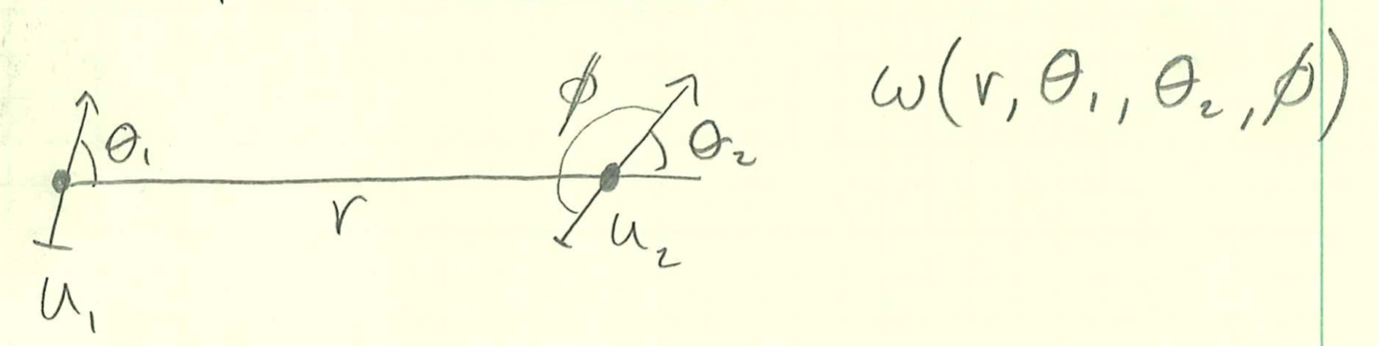 ϕ
ω(r, θ₁, θ₂, ϕ)
θ₁
θ₂
r
u₂
u₁